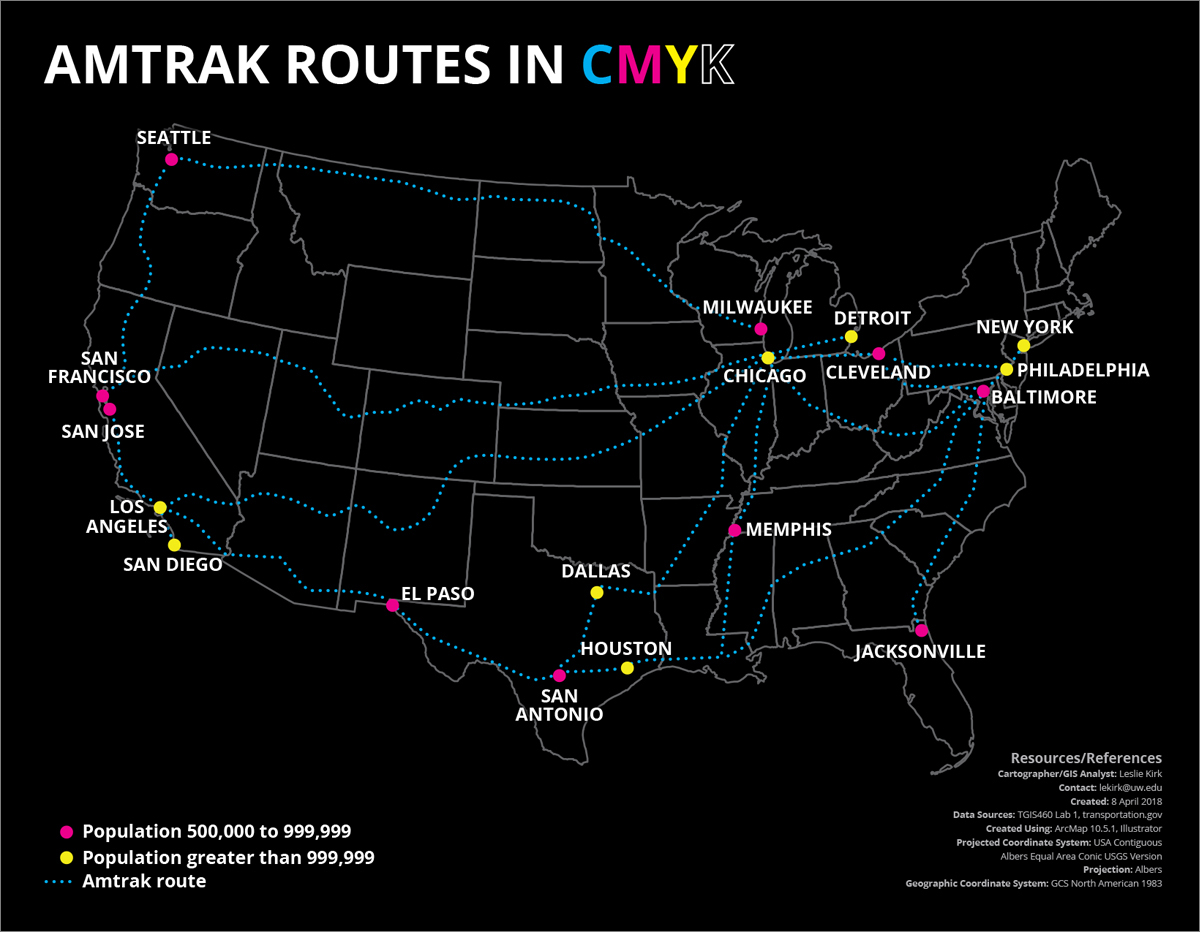 AMTRAK ROUTES IN CMYK
SEATTLE
MILWAUKEE
DETROIT
NEW YORK
SAN
FRANCISCO
CHICAGO
CLEVELAND
PHILADELPHIA
BALTIMORE
SAN JOSE
LOS
ANGELES
MEMPHIS
SAN DIEGO
DALLAS
EL PASO
HOUSTON
JACKSONVILLE
SAN
ANTONIO
Resources/References
Cartographer/GIS Analyst: Leslie Kirk
Contact: lekirk@uw.edu
Created: 8 April 2018
Data Sources: TGIS460 Lab 1, transportation.gov
Created Using: ArcMap 10.5.1, Illustrator
Projected Coordinate System: USA Contiguous
Albers Equal Area Conic USGS Version
Projection: Albers
Geographic Coordinate System: GCS North American 1983
Population 500,000 to 999,999
Population greater than 999,999
Amtrak route